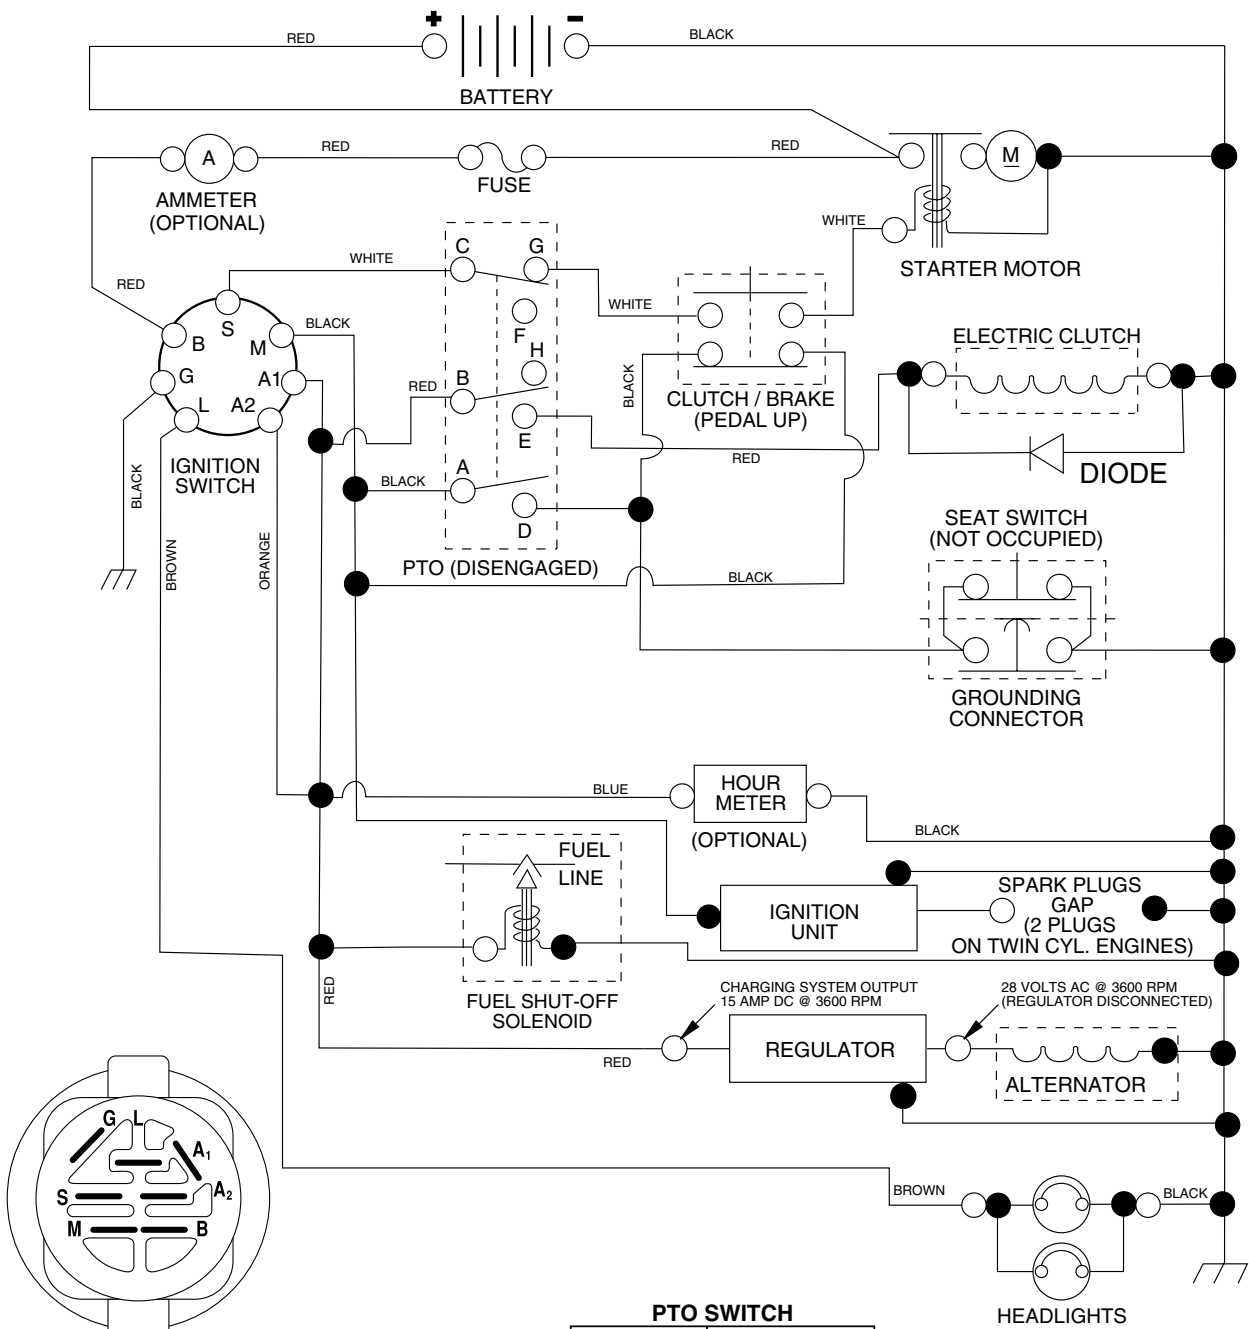 + -
RED
BLACK
BATTERY
A
RED
FUSE
RED
M
AMMETER
(OPTIONAL)
WHITE
STARTER MOTOR
RED
WHITE
C G
F
H
B
E
A
D
RED
BLACK
PTO (DISENGAGED)
WHITE
BLACK
CLUTCH / BRAKE
(PEDAL UP)
ELECTRIC CLUTCH
RED
DIODE
S
B M
G A1
L A2
BLACK
IGNITION
SWITCH
BLACK
BROWN
ORANGE
BLACK
SEAT SWITCH
(NOT OCCUPIED)
GROUNDING
CONNECTOR
BLUE
HOUR
METER
(OPTIONAL)
BLACK
FUEL
LINE
FUEL SHUT-OFF
SOLENOID
IGNITION
UNIT
SPARK PLUGS
GAP
(2 PLUGS
ON TWIN CYL. ENGINES)
RED
CHARGING SYSTEM OUTPUT
15 AMP DC @ 3600 RPM
28 VOLTS AC @ 3600 RPM
(REGULATOR DISCONNECTED)
RED
REGULATOR
ALTERNATOR
G L
A1
S A2
M B
BROWN
BLACK
HEADLIGHTS
PTO SWITCH